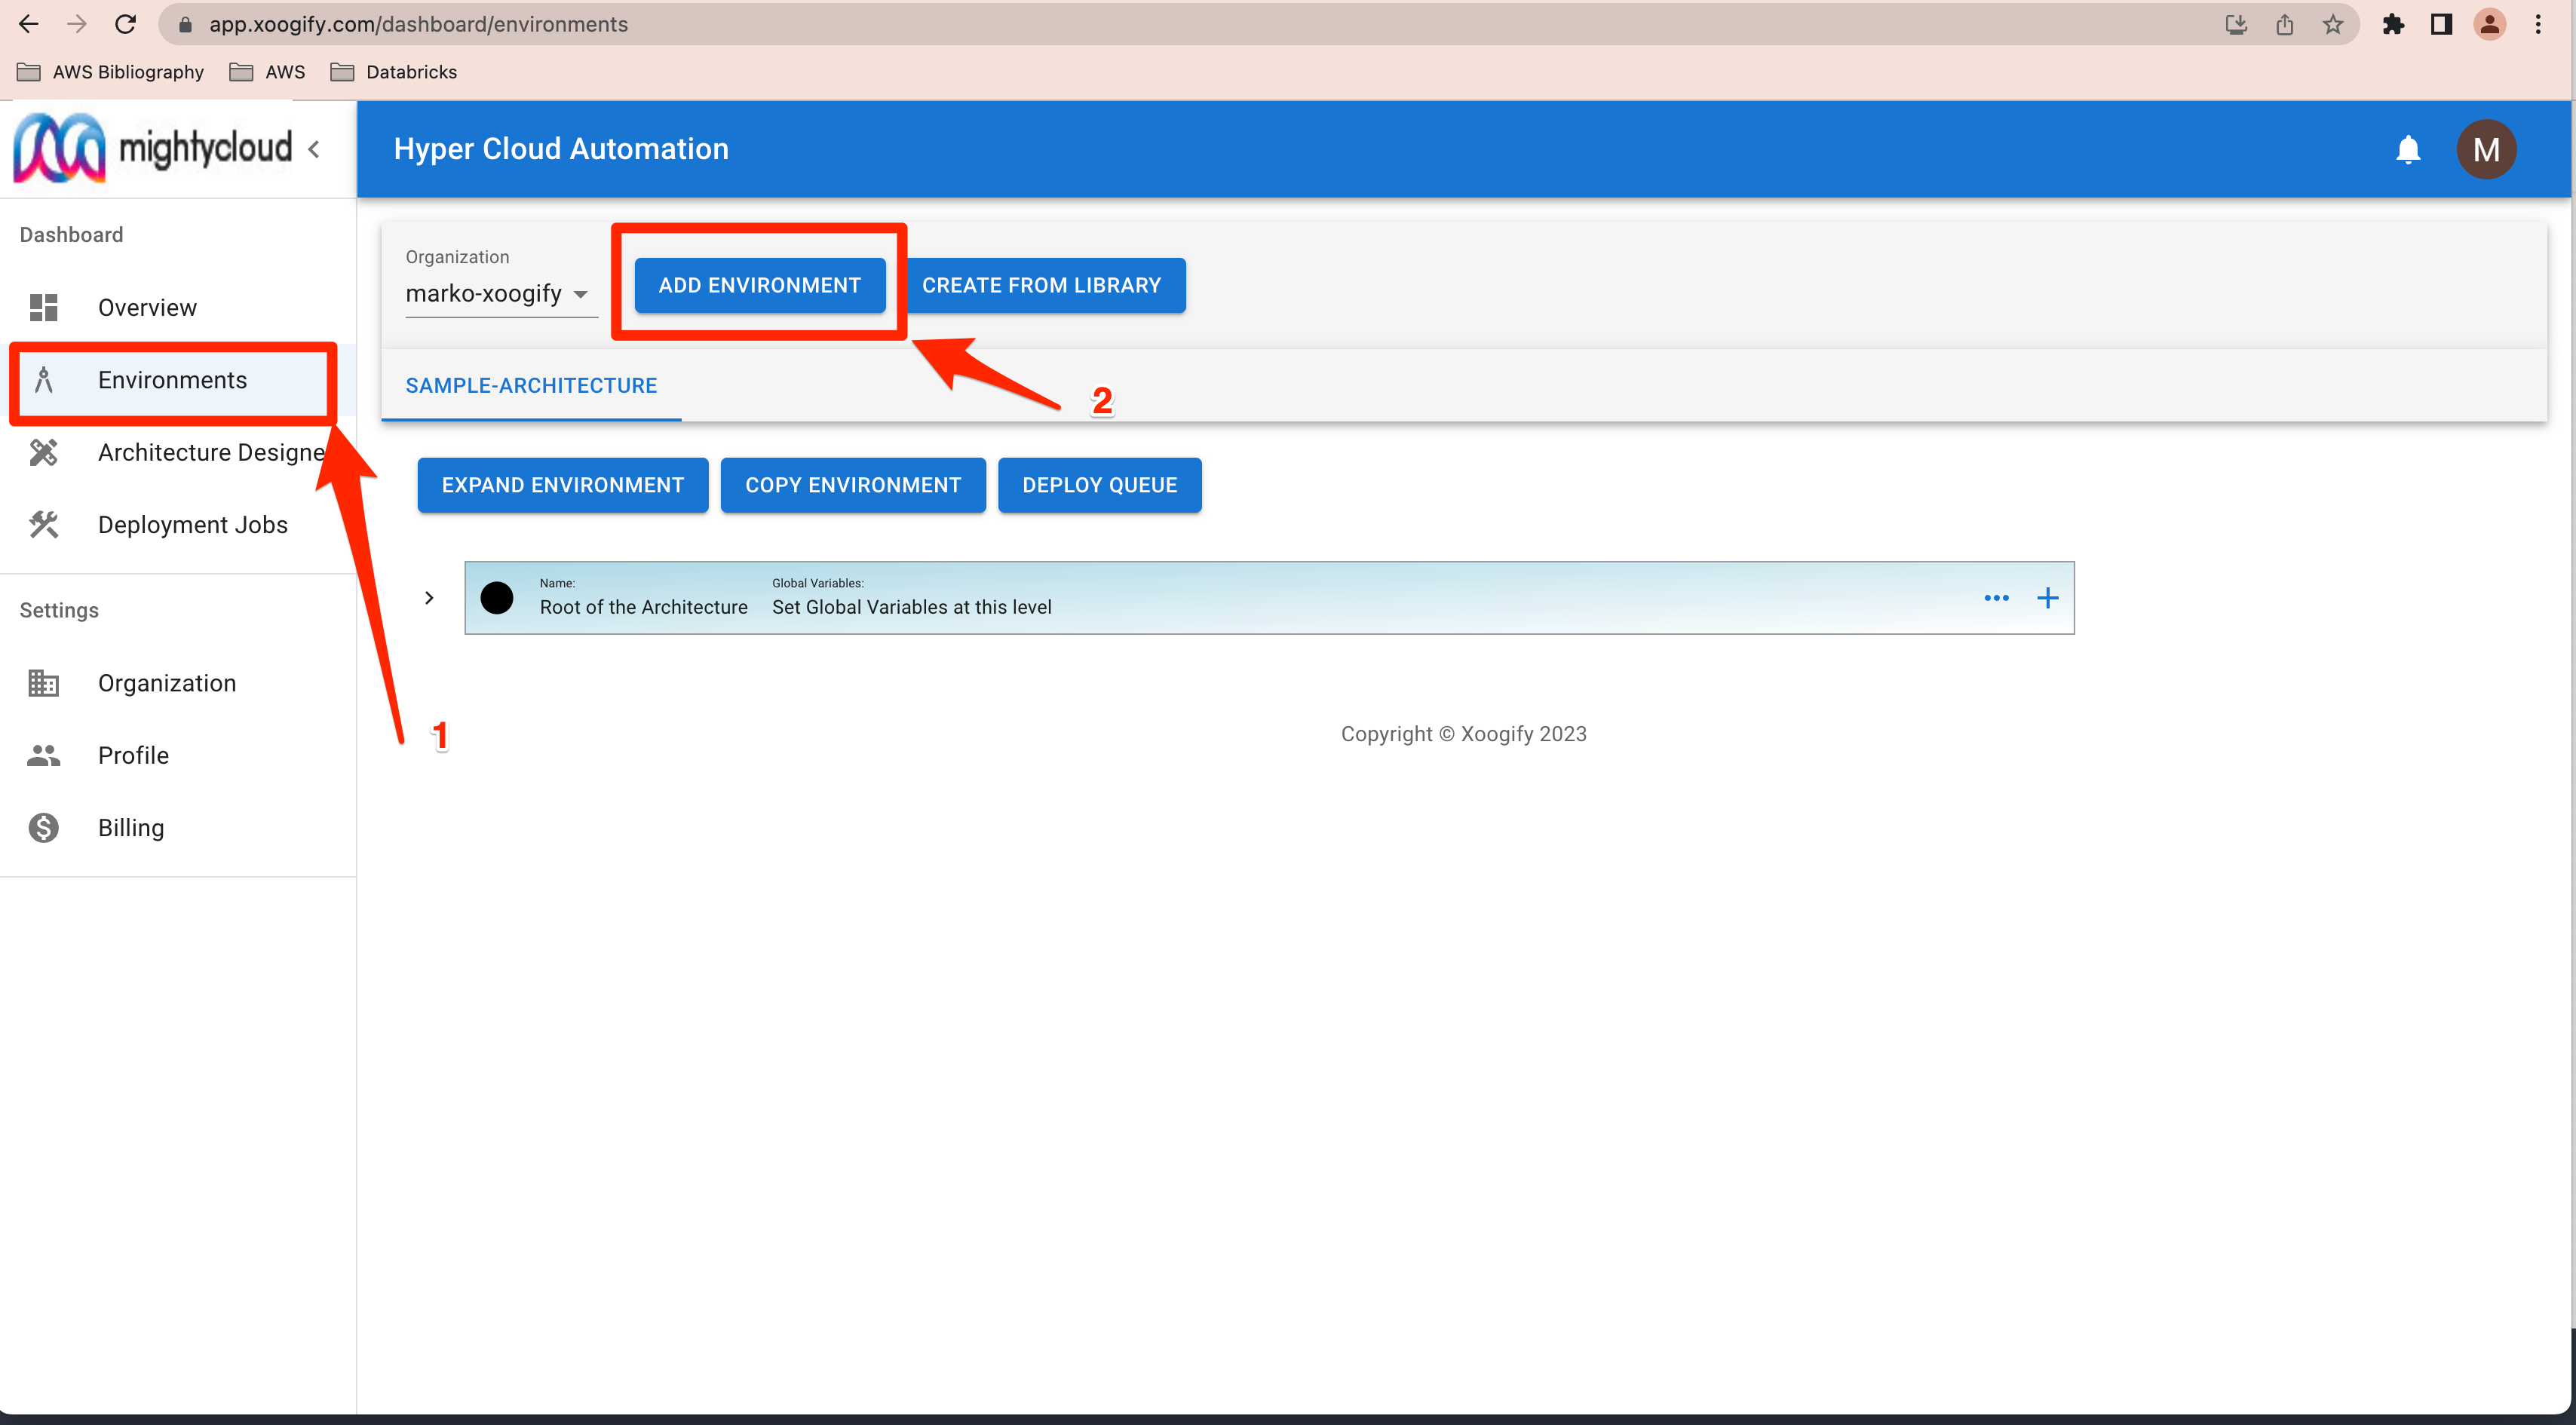 app.xoogify.com/dashboard/environments
AWS Bibliography AWS Databricks
mightycloud
Hyper Cloud Automation
M
Dashboard
Overview
Environments
Architecture Designe
Deployment Jobs
Settings
Organization
Profile
Billing
Organization
marko-xoogify
ADD ENVIRONMENT
CREATE FROM LIBRARY
SAMPLE-ARCHITECTURE
2
EXPAND ENVIRONMENT
COPY ENVIRONMENT
DEPLOY QUEUE
Name:
Root of the Architecture
Global Variables:
Set Global Variables at this level
1
Copyright © Xoogify 2023